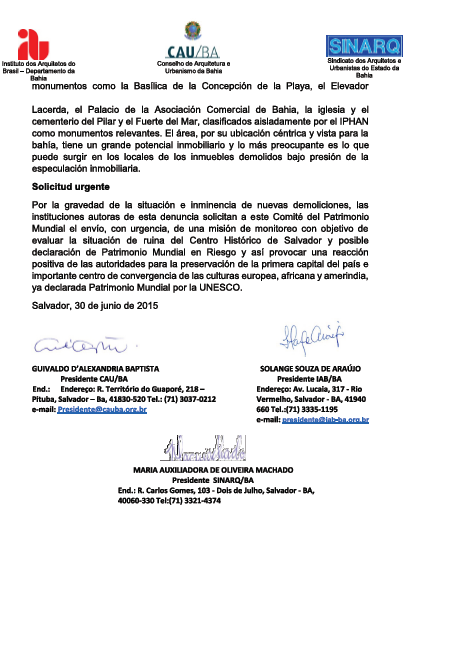 Instituto dos Arquitetos do
Brasil – Departamento da
Bahia
CAU/BA
Conselho de Arquitetura e
Urbanismo da Bahia
SINARQ
Sindicato dos Arquitetos e
Urbanistas do Estado da
Bahia
monumentos como la Basílica de la Concepción de la Playa, el Elevador
Lacerda, el Palacio de la Asociación Comercial de Bahia, la iglesia y el
cementerio del Pilar y el Fuerte del Mar, clasificados aisladamente por el IPHAN
como monumentos relevantes. El área, por su ubicación céntrica y vista para la
bahía, tiene un grande potencial inmobiliario y lo más preocupante es lo que
puede surgir en los locales de los inmuebles demolidos bajo presión de la
especulación inmobiliaria.
Solicitud urgente
Por la gravedad de la situación e inminencia de nuevas demoliciones, las
instituciones autoras de esta denuncia solicitan a este Comité del Patrimonio
Mundial el envío, con urgencia, de una misión de monitoreo con objetivo de
evaluar la situación de ruina del Centro Histórico de Salvador y posible
declaración de Patrimonio Mundial en Riesgo y así provocar una reacción
positiva de las autoridades para la preservación de la primera capital del país e
importante centro de convergencia de las culturas europea, africana y amerindia,
ya declarada Patrimonio Mundial por la UNESCO.
Salvador, 30 de junio de 2015
GUIVALDO D'ALEXANDRIA BAPTISTA
Presidente CAU/BA
End.: Endereço: R. Território do Guaporé, 218 –
Pituba, Salvador – Ba, 41830-520 Tel.: (71) 3037-0212
e-mail: Presidente@cauba.org.br
SOLANGE SOUZA DE ARAÚJO
Presidente IAB/BA
Endereço: Av. Lucaia, 317 - Rio
Vermelho, Salvador - BA, 41940
660 Tel.:(71) 3335-1195
e-mail: presidente@iab-ba.org.br
MARIA AUXILIADORA DE OLIVEIRA MACHADO
Presidente SINARQ/BA
End.: R. Carlos Gomes, 103 - Dois de Julho, Salvador - BA,
40060-330 Tel:(71) 3321-4374